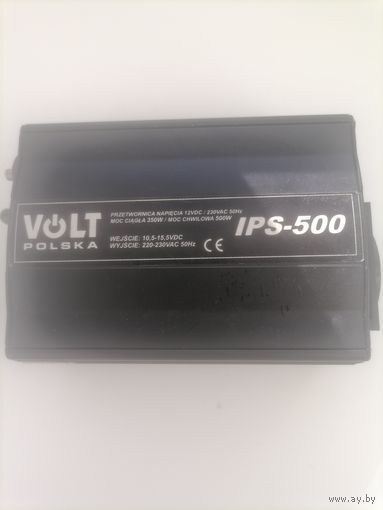 VOLT
POLSKA
PRZETWORNICA NAPIĘCIA 12VDC / 230VAC 50Hz
MOC CIĄGŁA 350W / MOC CHWILOWA 500W
WEJŚCIE: 10,5-15,5VDC
WYJŚCIE: 220-230VAC 50Hz
CE
IPS-500
www.ay.by